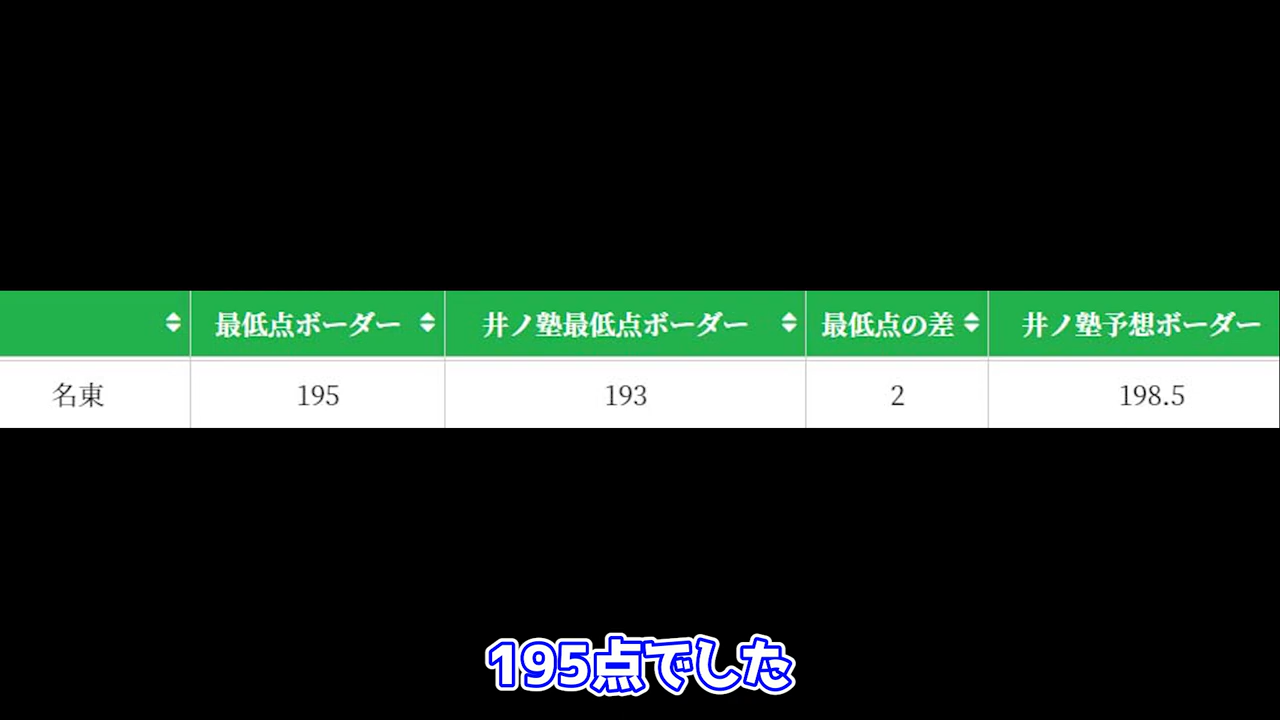 最低点ボーダー 井ノ塾最低点ボーダー 最低点の差 井ノ塾予想ボーダー
名東 195 193 2 198.5
195点でした